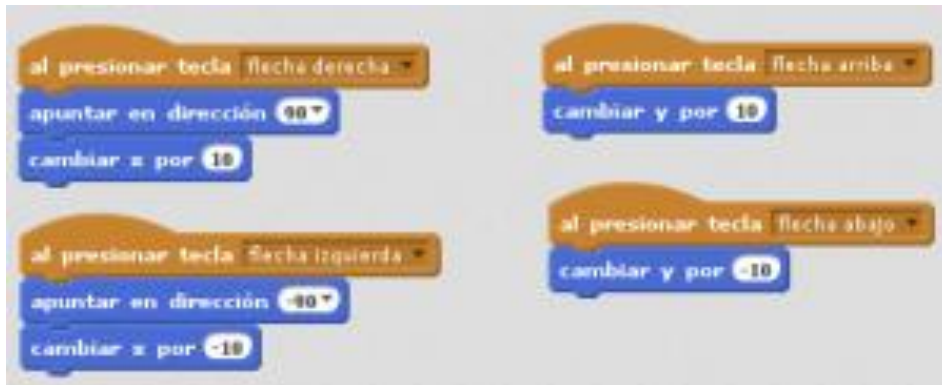 al presionar tecla flecha derecha
apuntar en dirección 90
cambiar x por 10
al presionar tecla flecha izquierda
apuntar en dirección -90
cambiar x por -10
al presionar tecla flecha arriba
cambiar y por 10
al presionar tecla flecha abajo
cambiar y por -10